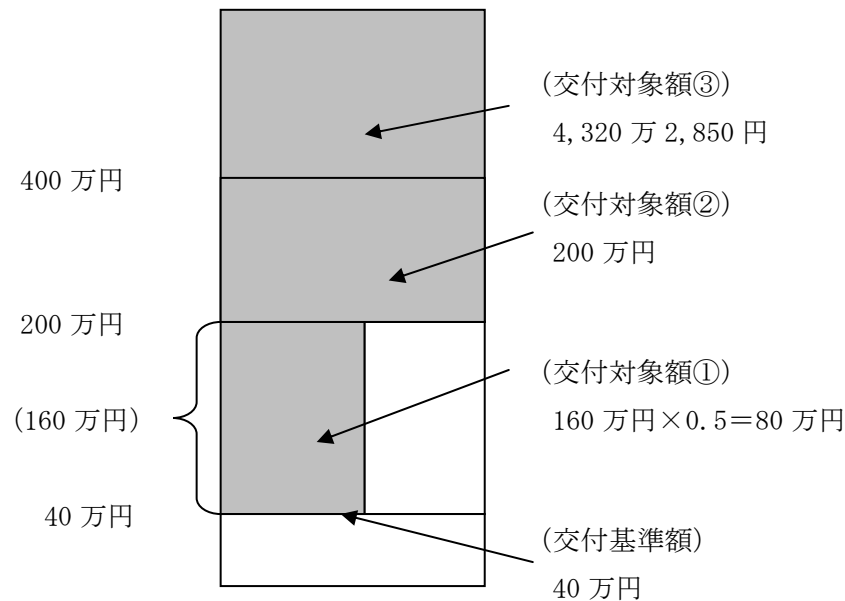 (交付対象額③)
4,320 万 2,850 円
400 万円
(交付対象額②)
200 万円
200 万円
(交付対象額①)
(160 万円)
160 万円×0.5=80 万円
40 万円
(交付基準額)
40 万円